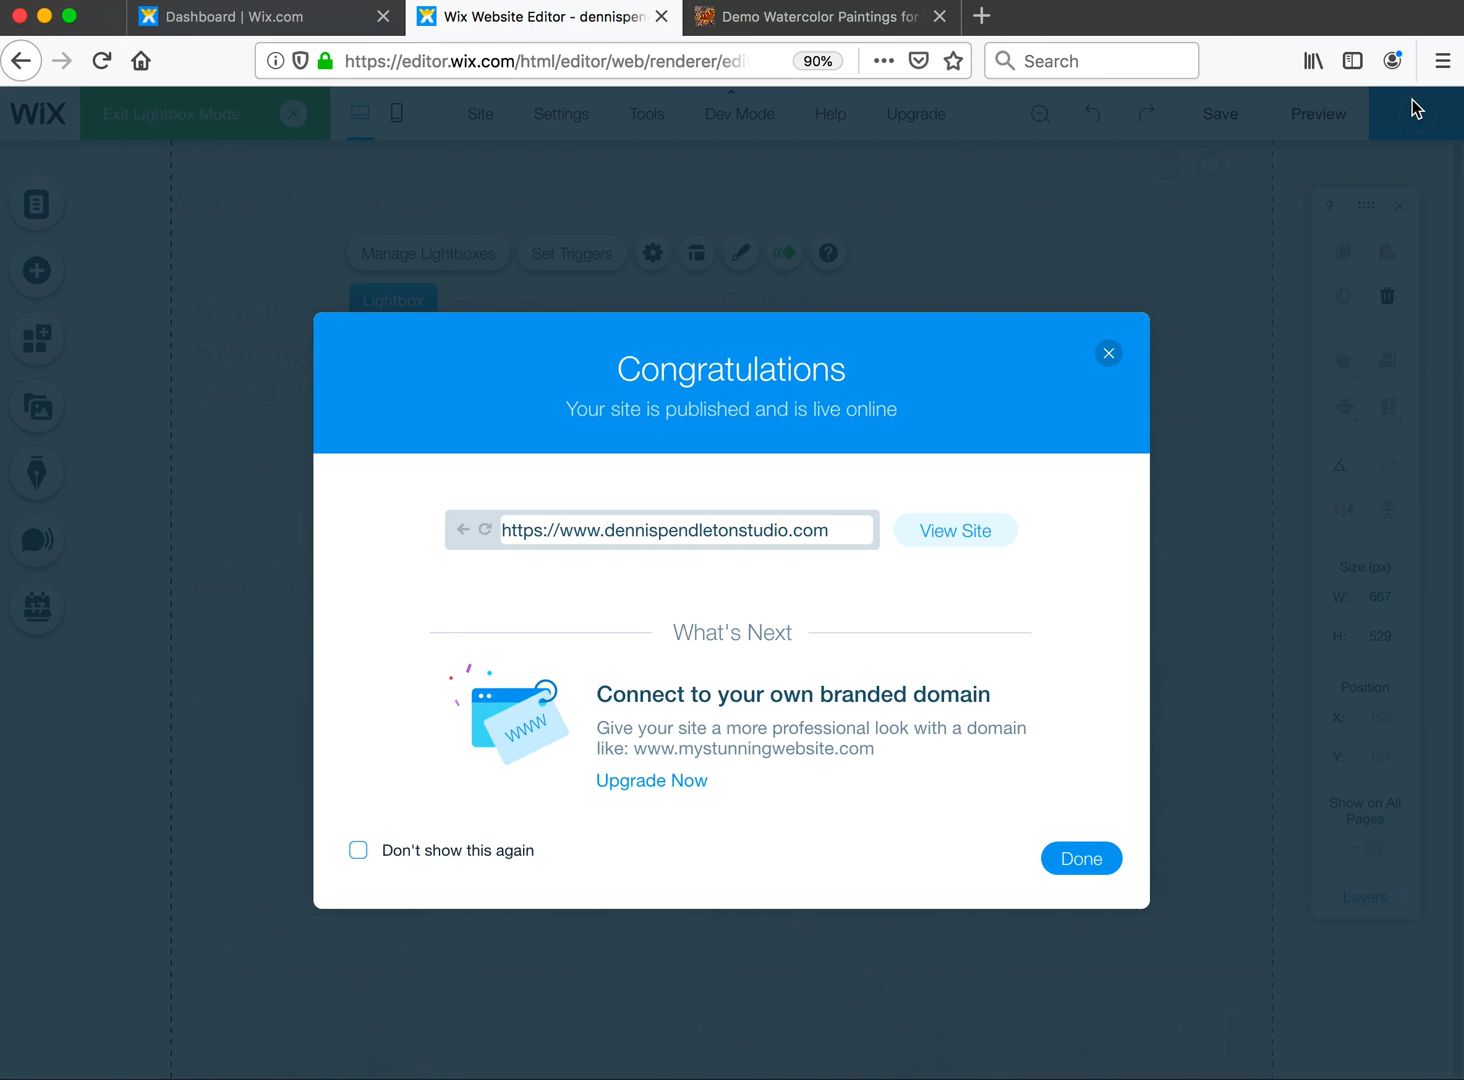 Dashboard | Wix.com
Wix Website Editor - dennispen
Demo Watercolor Paintings for
https://editor.wix.com/html/editor/web/renderer/edi
90%
Search
WiX
Exit Lightbox Mode
Site
Settings
Tools
Dev Mode
Help
Upgrade
Save
Preview
Manage Lightboxes
Set Triggers
Lightbox
Congratulations
Your site is published and is live online
https://www.dennispendletonstudio.com
View Site
What's Next
WWW
Connect to your own branded domain
Give your site a more professional look with a domain
like: www.mystunningwebsite.com
Upgrade Now
Don't show this again
Done
17
?
0°
Size (px)
W: 667
H: 529
Position
X: 156
Y:
Show on All
Pages
Layers